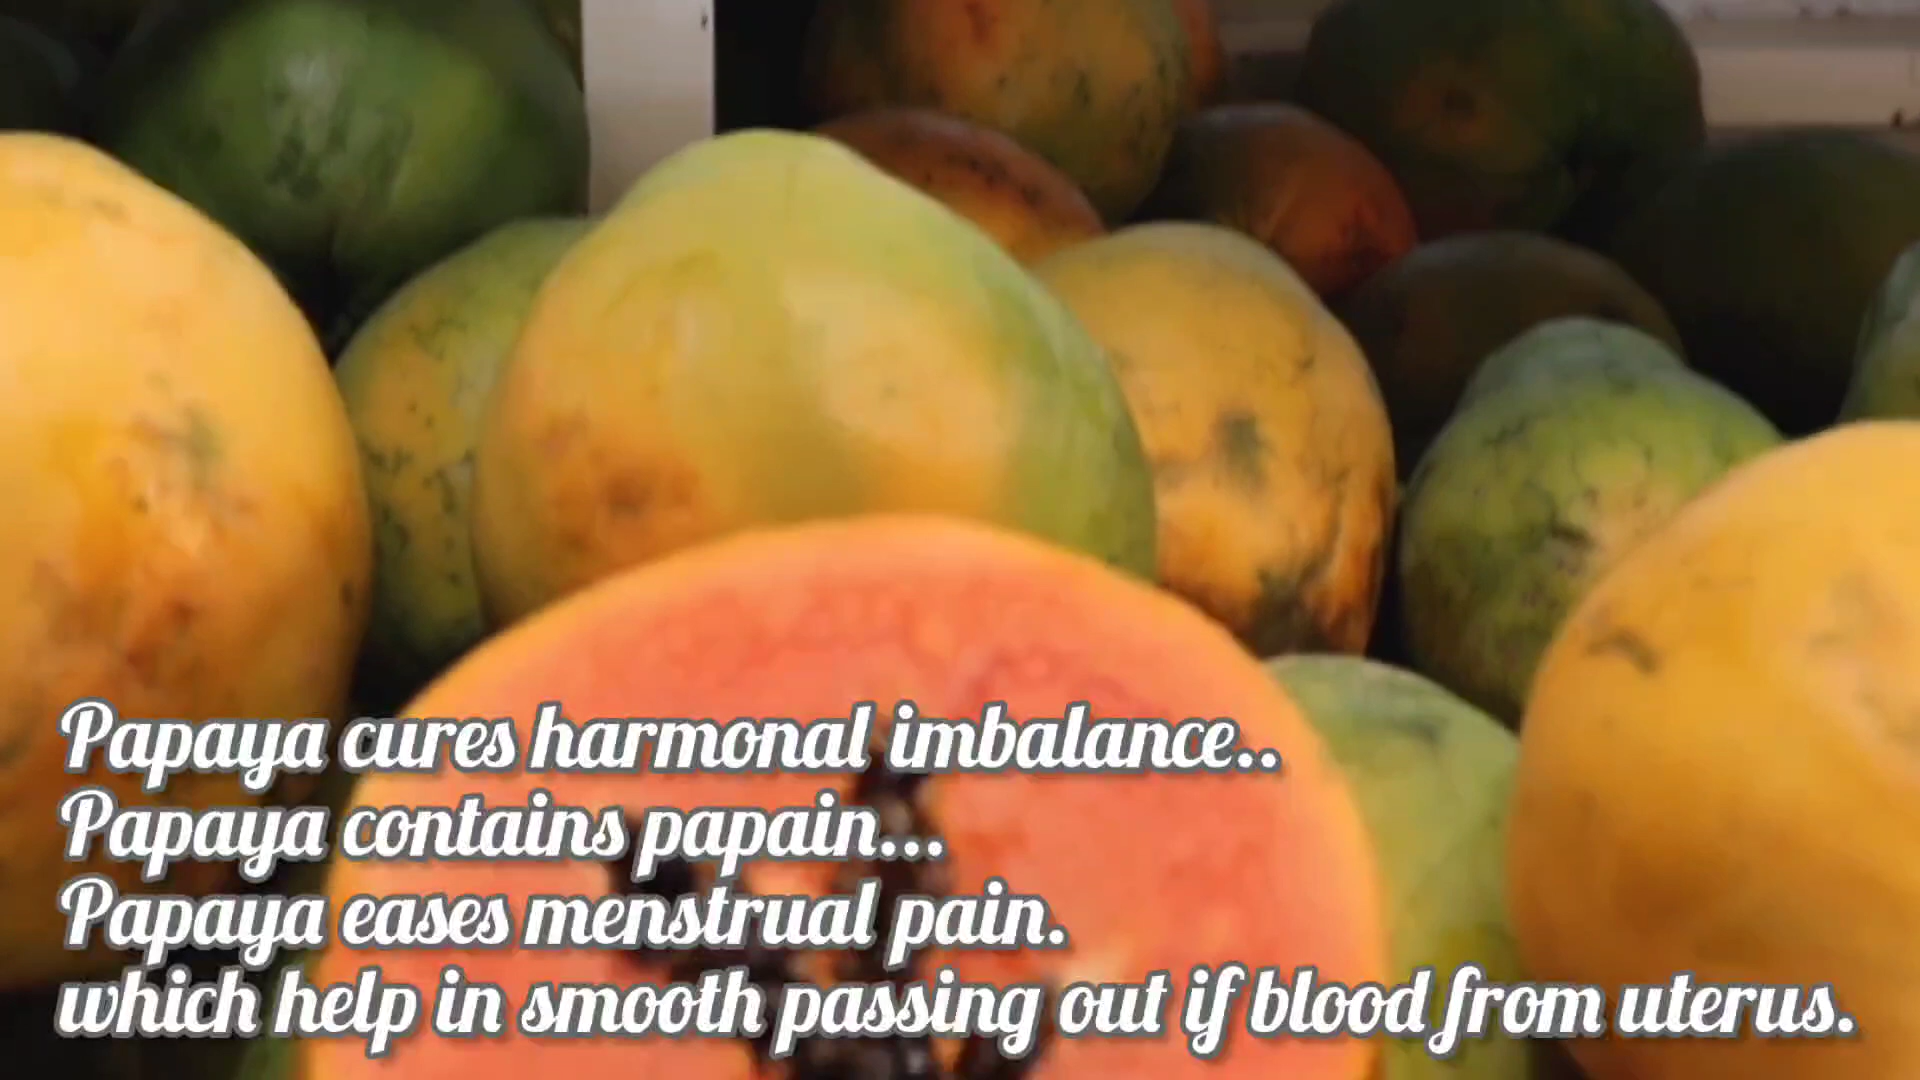 Papaya cures harmonal imbalance..
Papaya contains papain...
Papaya eases menstrual pain.
which help in smooth passing out if blood from uterus.